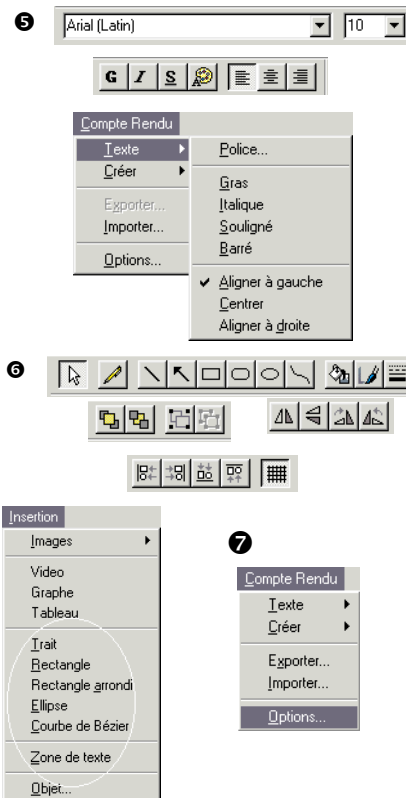 ❺
Arial (Latin) 10
G I S
Compte Rendu
Texte
Créer
Exporter...
Importer...
Options...
Police...
Gras
Italique
Souligné
Barré
✔ Aligner à gauche
Centrer
Aligner à droite
❻
Insertion
Images
Video
Graphe
Tableau
Trait
Rectangle
Rectangle arrondi
Ellipse
Courbe de Bézier
Zone de texte
Objet...
❼
Compte Rendu
Texte
Créer
Exporter...
Importer...
Options...